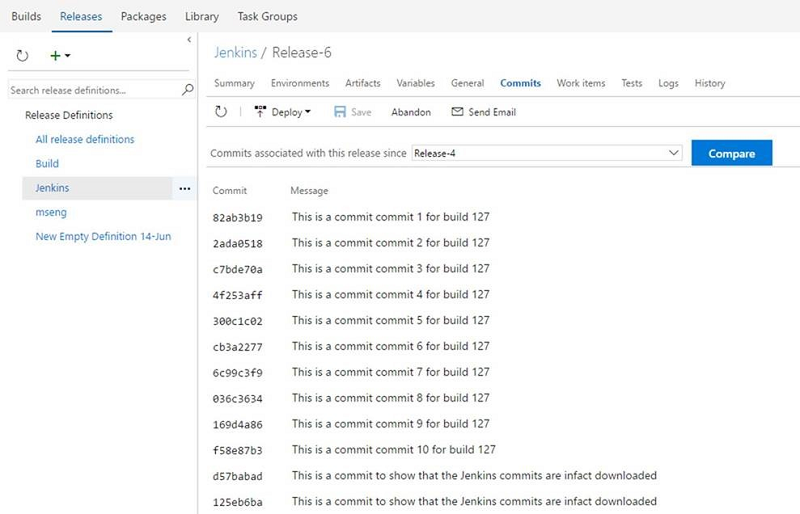 Builds Releases Packages Library Task Groups
Search release definitions...
Release Definitions
All release definitions
Build
Jenkins
mseng
New Empty Definition 14-Jun
Jenkins / Release-6
Summary Environments Artifacts Variables General Commits Work items Tests Logs History
Deploy Save Abandon Send Email
Commits associated with this release since Release-4 Compare
Commit Message
82ab3b19 This is a commit commit 1 for build 127
2ada0518 This is a commit commit 2 for build 127
c7bde70a This is a commit commit 3 for build 127
4f253aff This is a commit commit 4 for build 127
300c1c02 This is a commit commit 5 for build 127
cb3a2277 This is a commit commit 6 for build 127
6c99c3f9 This is a commit commit 7 for build 127
036c3634 This is a commit commit 8 for build 127
169d4a86 This is a commit commit 9 for build 127
f58e87b3 This is a commit commit 10 for build 127
d57babad This is a commit to show that the Jenkins commits are infact downloaded
125eb6ba This is a commit to show that the Jenkins commits are infact downloaded